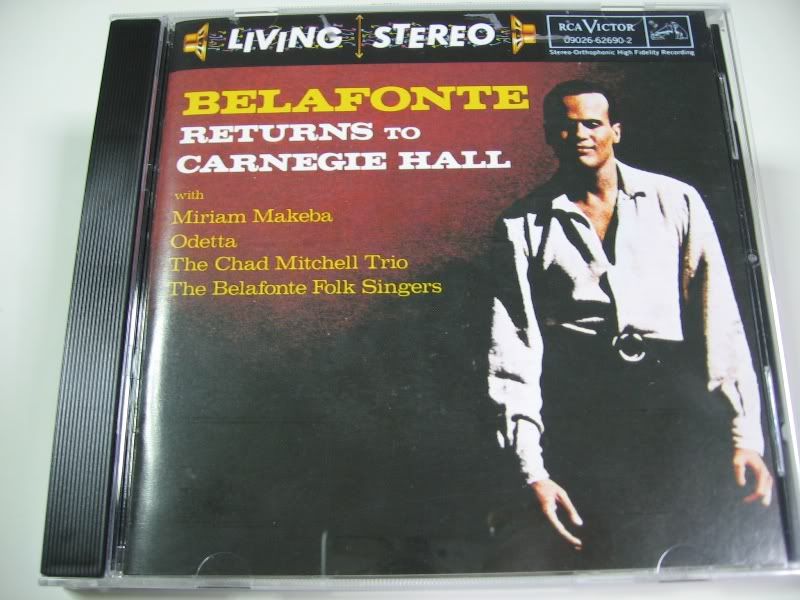 LIVING STEREO
RCA VICTOR
09026-62690-2
Stereo-Orthophonic High Fidelity Recording
BELAFONTE
RETURNS TO
CARNEGIE HALL
with
Miriam Makeba
Odetta
The Chad Mitchell Trio
The Belafonte Folk Singers